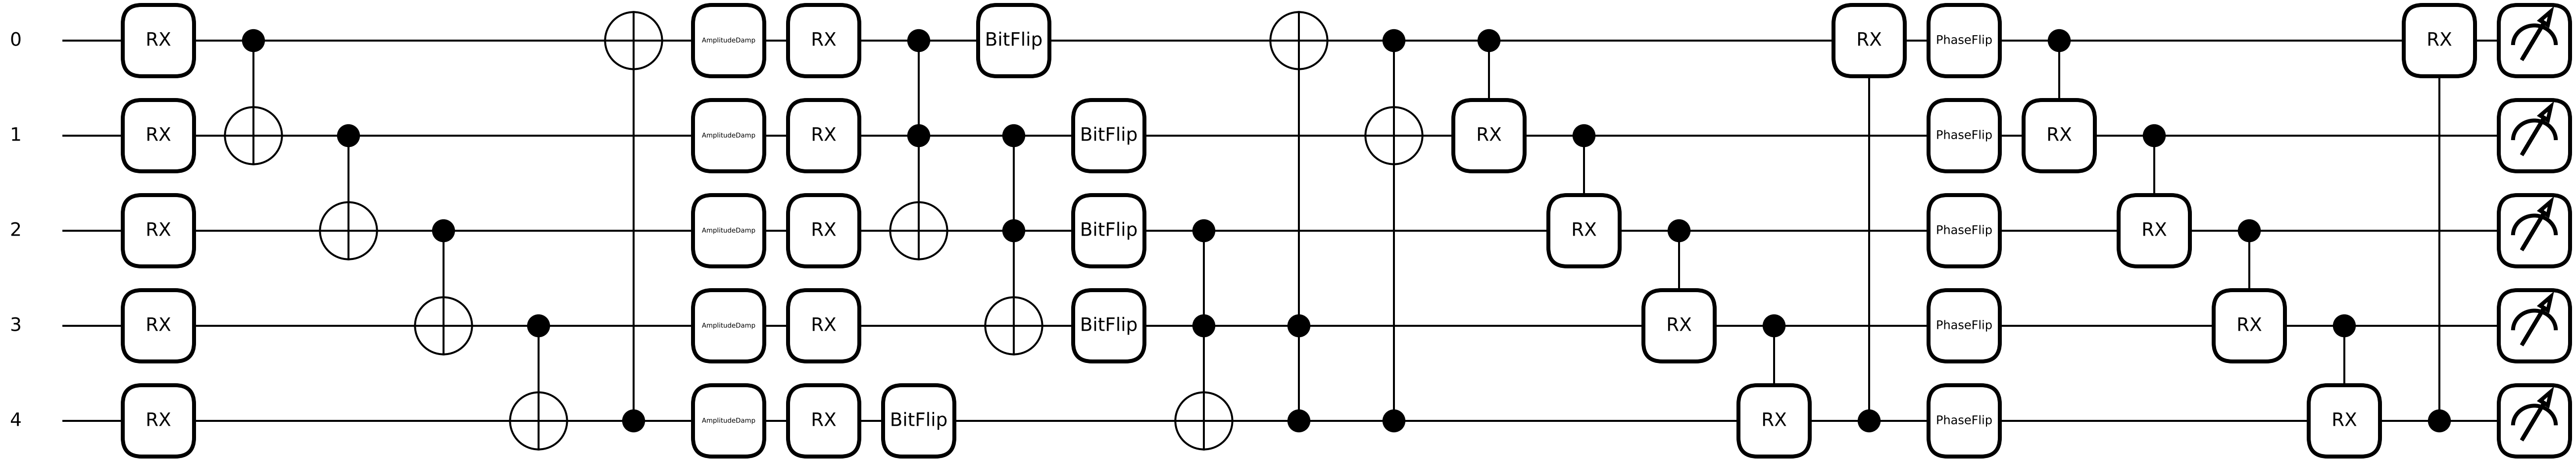 0 RX AmplitudeDamp RX BitFlip RX PhaseFlip RX
1 RX AmplitudeDamp RX BitFlip RX PhaseFlip RX
2 RX AmplitudeDamp RX BitFlip RX PhaseFlip RX
3 RX AmplitudeDamp RX BitFlip RX PhaseFlip RX
4 RX AmplitudeDamp RX BitFlip RX PhaseFlip RX